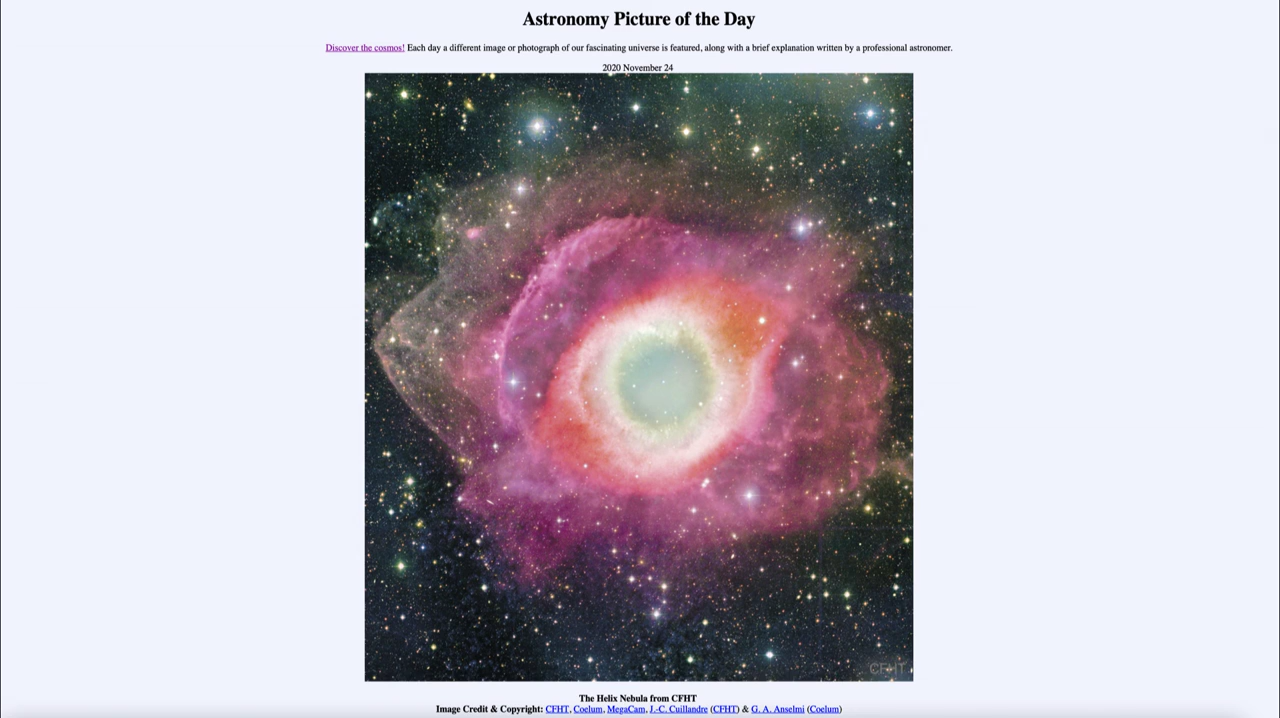 Astronomy Picture of the Day
Discover the cosmos! Each day a different image or photograph of our fascinating universe is featured, along with a brief explanation written by a professional astronomer.
2020 November 24
CFHT
The Helix Nebula from CFHT
Image Credit & Copyright: CFHT, Coelum, MegaCam, J.-C. Cuillandre (CFHT) & G. A. Anselmi (Coelum)